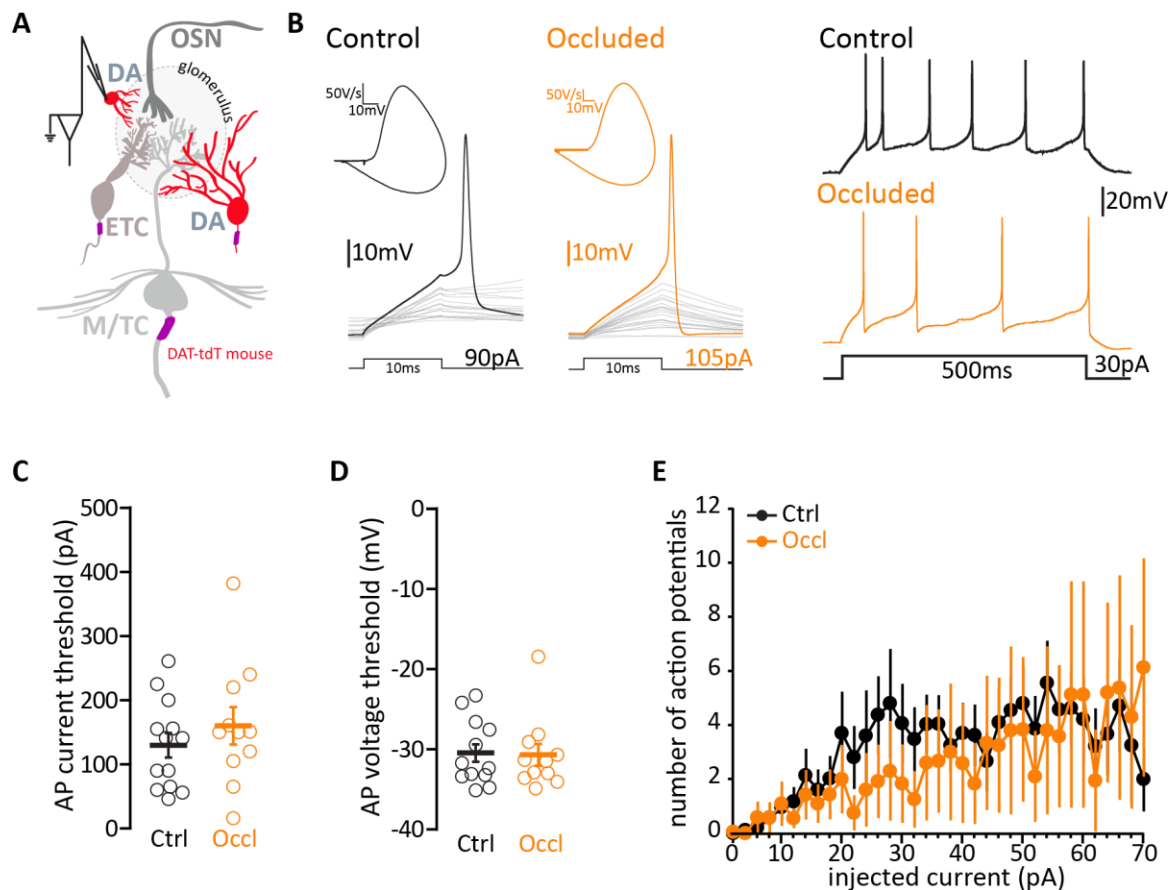 A
OSN
DA
glomerulus
DA
ETC
M/TC
DAT-tdT mouse
B
Control
50V/s
10mV
10mV
10ms
90pA
Occluded
50V/s
10mV
10mV
10ms
105pA
Control
Occluded
20mV
500ms
30pA
C
AP current threshold (pA)
500
400
300
200
100
0
Ctrl
Occl
D
AP voltage threshold (mV)
0
-10
-20
-30
-40
Ctrl
Occl
E
Ctrl
Occl
number of action potentials
12
10
8
6
4
2
0
0 10 20 30 40 50 60 70
injected current (pA)